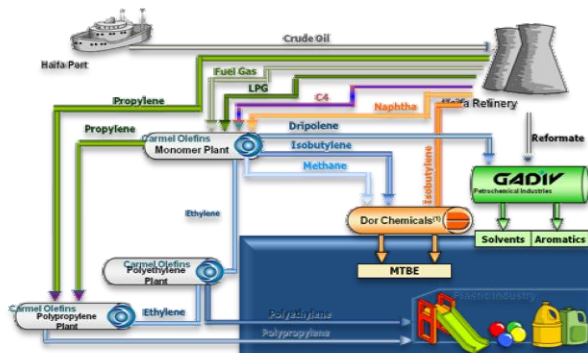 Crude Oil
Haifa Port
Fuel Gas
LPG
Propylene
C4
Naphtha
Haifa Refinery
Propylene
Dripolene
Reformate
Carmel Olefins
Monomer Plant
Isobutylene
Methane
Isobutylene
GADIV
Petrochemical Industries
Ethylene
Dor Chemicals(1)
Solvents
Aromatics
Carmel Olefins
Polyethylene
Plant
MTBE
Plastic Industry
Carmel Olefins
Polypropylene
Plant
Ethylene
Polyethylene
Polypropylene